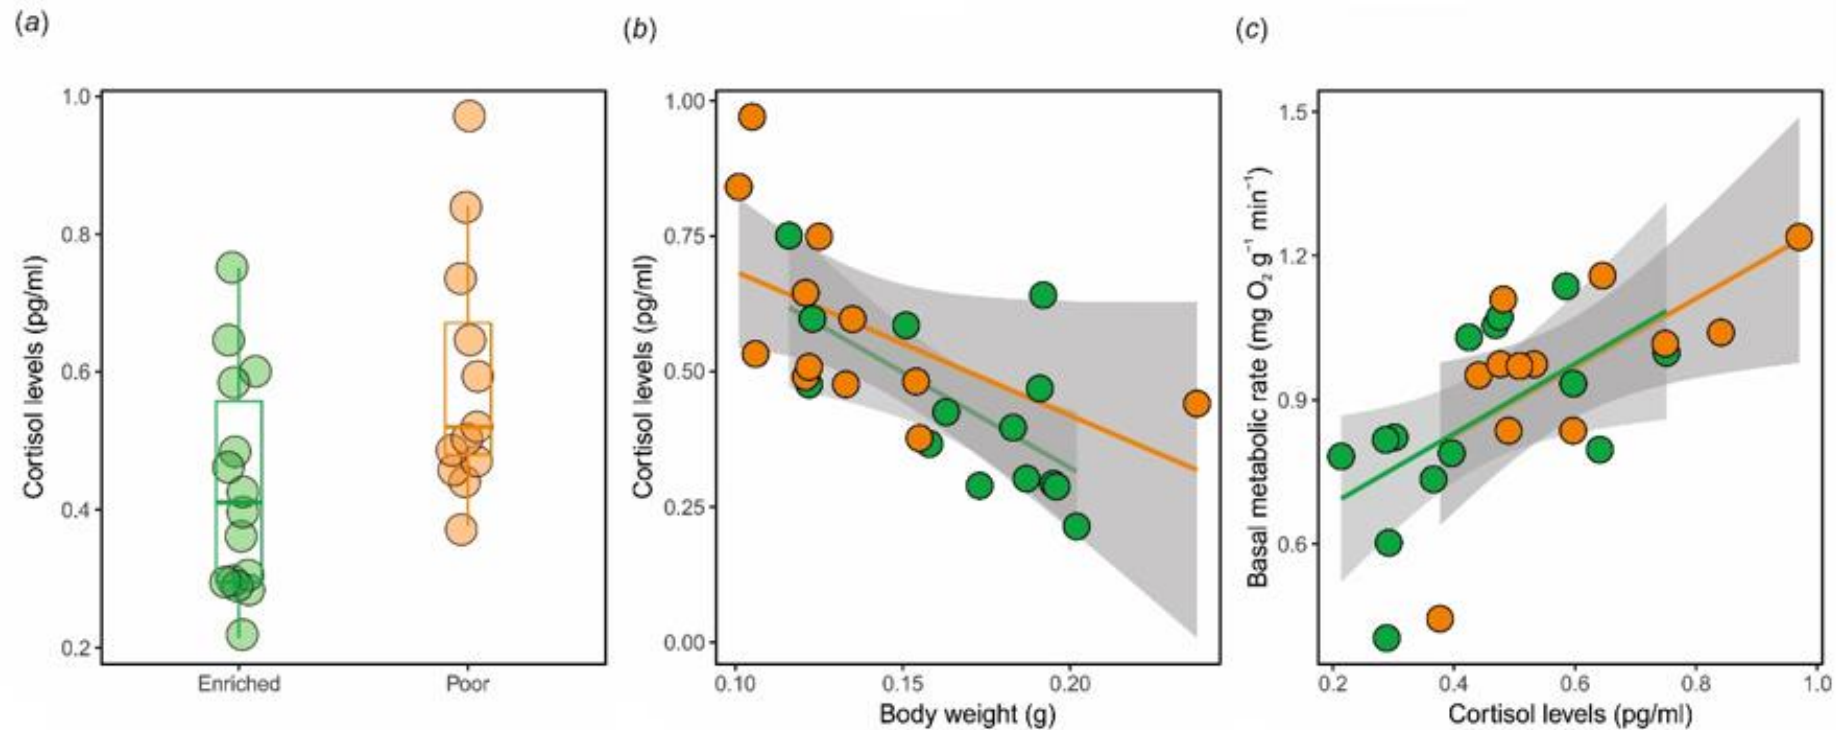 (a)
Cortisol levels (pg/ml)
1.0
0.8
0.6
0.4
0.2
Enriched
Poor
(b)
Cortisol levels (pg/ml)
1.00
0.75
0.50
0.25
0.00
0.10
0.15
0.20
Body weight (g)
(c)
Basal metabolic rate (mg O₂ g⁻¹ min⁻¹)
1.5
1.2
0.9
0.6
0.2
0.4
0.6
0.8
1.0
Cortisol levels (pg/ml)